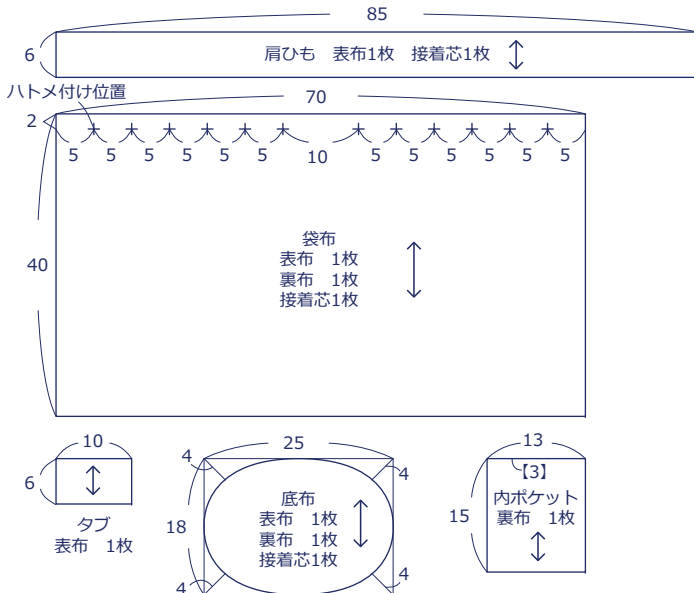 85
6
肩ひも 表布1枚 接着芯1枚
ハトメ付け位置
70
2
5 5 5 5 5 5 10 5 5 5 5 5 5
40
袋布
表布 1枚
裏布 1枚
接着芯1枚
10
6
タブ
表布 1枚
25
4
4
18
底布
表布 1枚
裏布 1枚
接着芯1枚
4
4
13
【3】
15
内ポケット
裏布 1枚